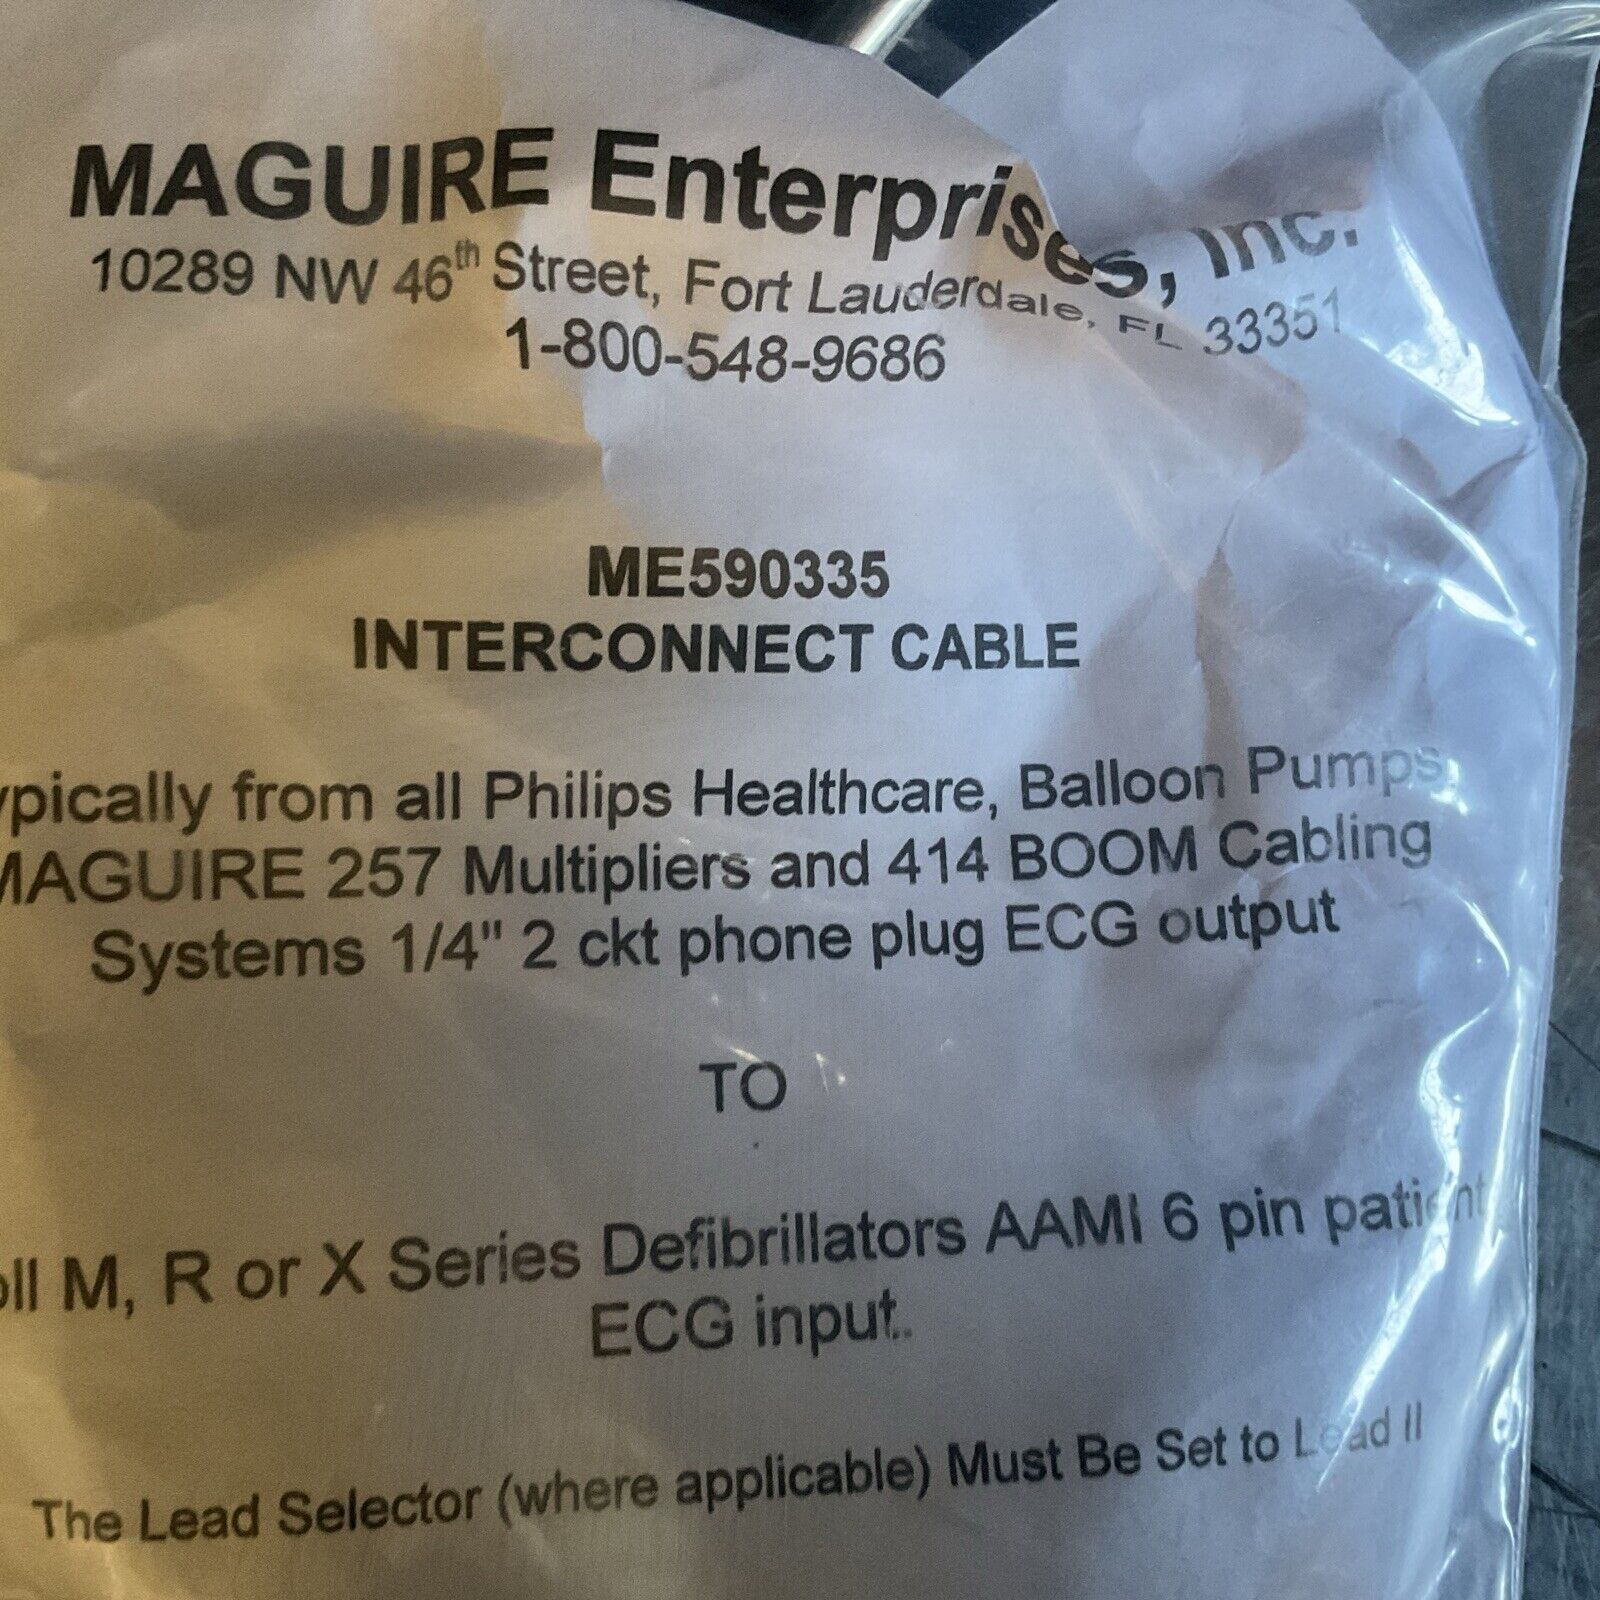 MAGUIRE Enterprises, Inc.
10289 NW 46th Street, Fort Lauderdale, FL 33351
1-800-548-9686
ME590335
INTERCONNECT CABLE
ypically from all Philips Healthcare, Balloon Pumps,
MAGUIRE 257 Multipliers and 414 BOOM Cabling
Systems 1/4" 2 ckt phone plug ECG output
TO
oll M, R or X Series Defibrillators AAMI 6 pin patient
ECG input.
The Lead Selector (where applicable) Must Be Set to Lead II